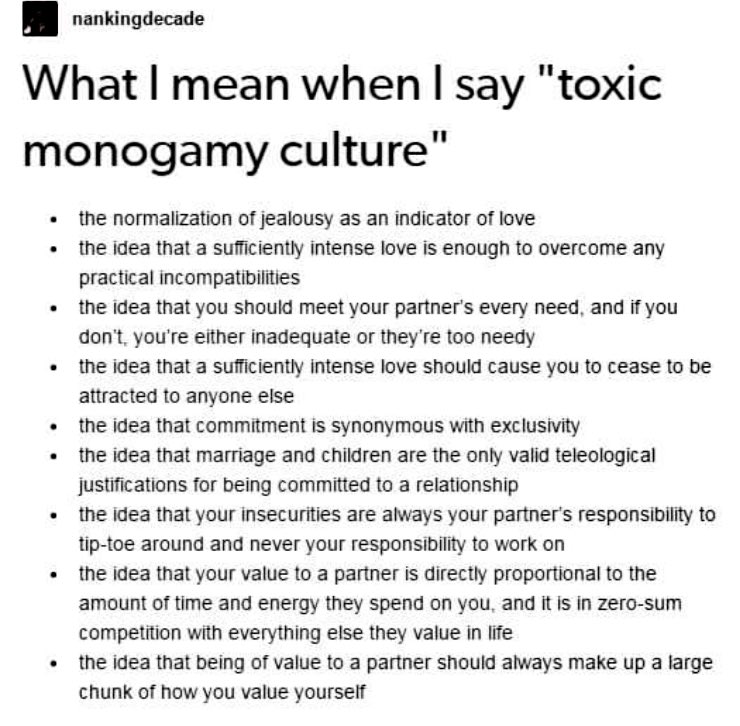 nankingdecade
What I mean when I say "toxic
monogamy culture"
• the normalization of jealousy as an indicator of love
• the idea that a sufficiently intense love is enough to overcome any
practical incompatibilities
• the idea that you should meet your partner's every need, and if you
don't, you're either inadequate or they're too needy
• the idea that a sufficiently intense love should cause you to cease to be
attracted to anyone else
• the idea that commitment is synonymous with exclusivity
• the idea that marriage and children are the only valid teleological
justifications for being committed to a relationship
• the idea that your insecurities are always your partner's responsibility to
tip-toe around and never your responsibility to work on
• the idea that your value to a partner is directly proportional to the
amount of time and energy they spend on you, and it is in zero-sum
competition with everything else they value in life
• the idea that being of value to a partner should always make up a large
chunk of how you value yourself